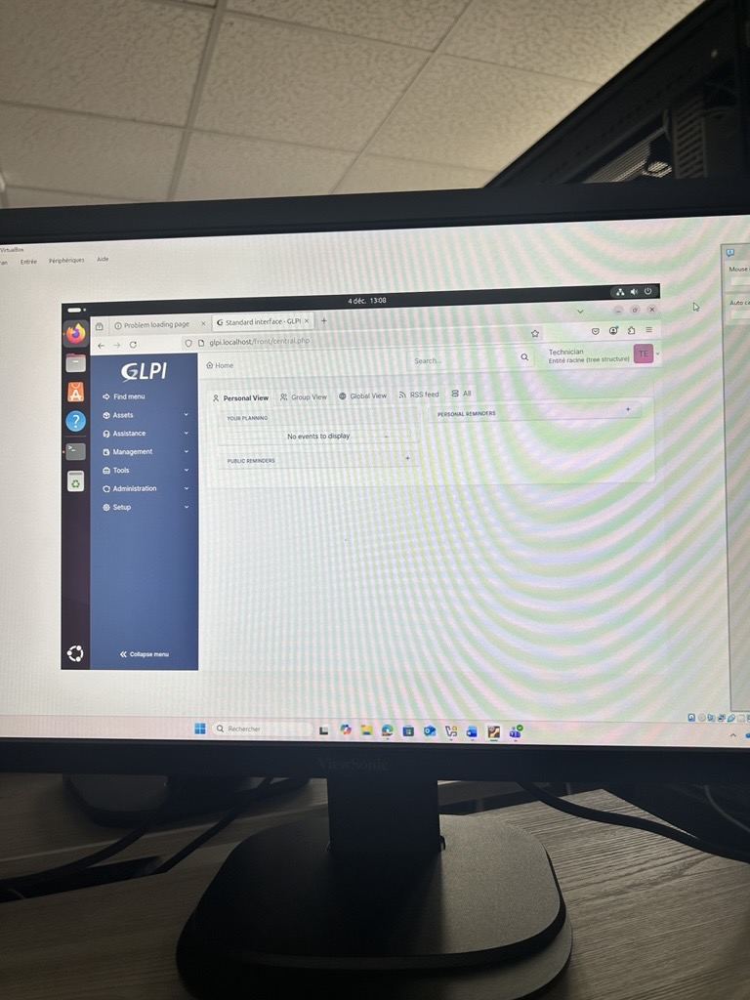 VirtualBox
Entrée Périphériques Aide
Mouse
4 déc. 13:08
Problem loading page
Standard interface - GLPI
glpi.localhost/front/central.php
GLPI
Home
Search...
Technician
Entité racine (tree structure)
TE
Find menu
Assets
Assistance
Management
Tools
Administration
Setup
Collapse menu
Personal View
Group View
Global View
RSS feed
All
YOUR PLANNING
No events to display
PUBLIC REMINDERS
PERSONAL REMINDERS
Rechercher
ViewSonic